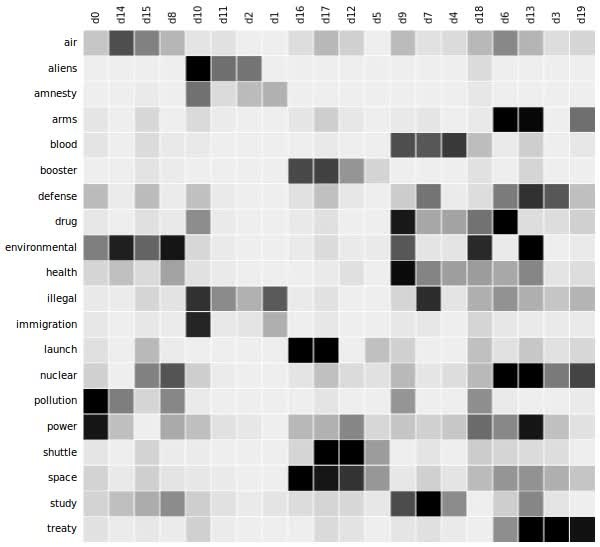 d0 d14 d15 d8 d10 d11 d2 d1 d16 d17 d12 d5 d9 d7 d4 d18 d6 d13 d3 d19
air
aliens
amnesty
arms
blood
booster
defense
drug
environmental
health
illegal
immigration
launch
nuclear
pollution
power
shuttle
space
study
treaty